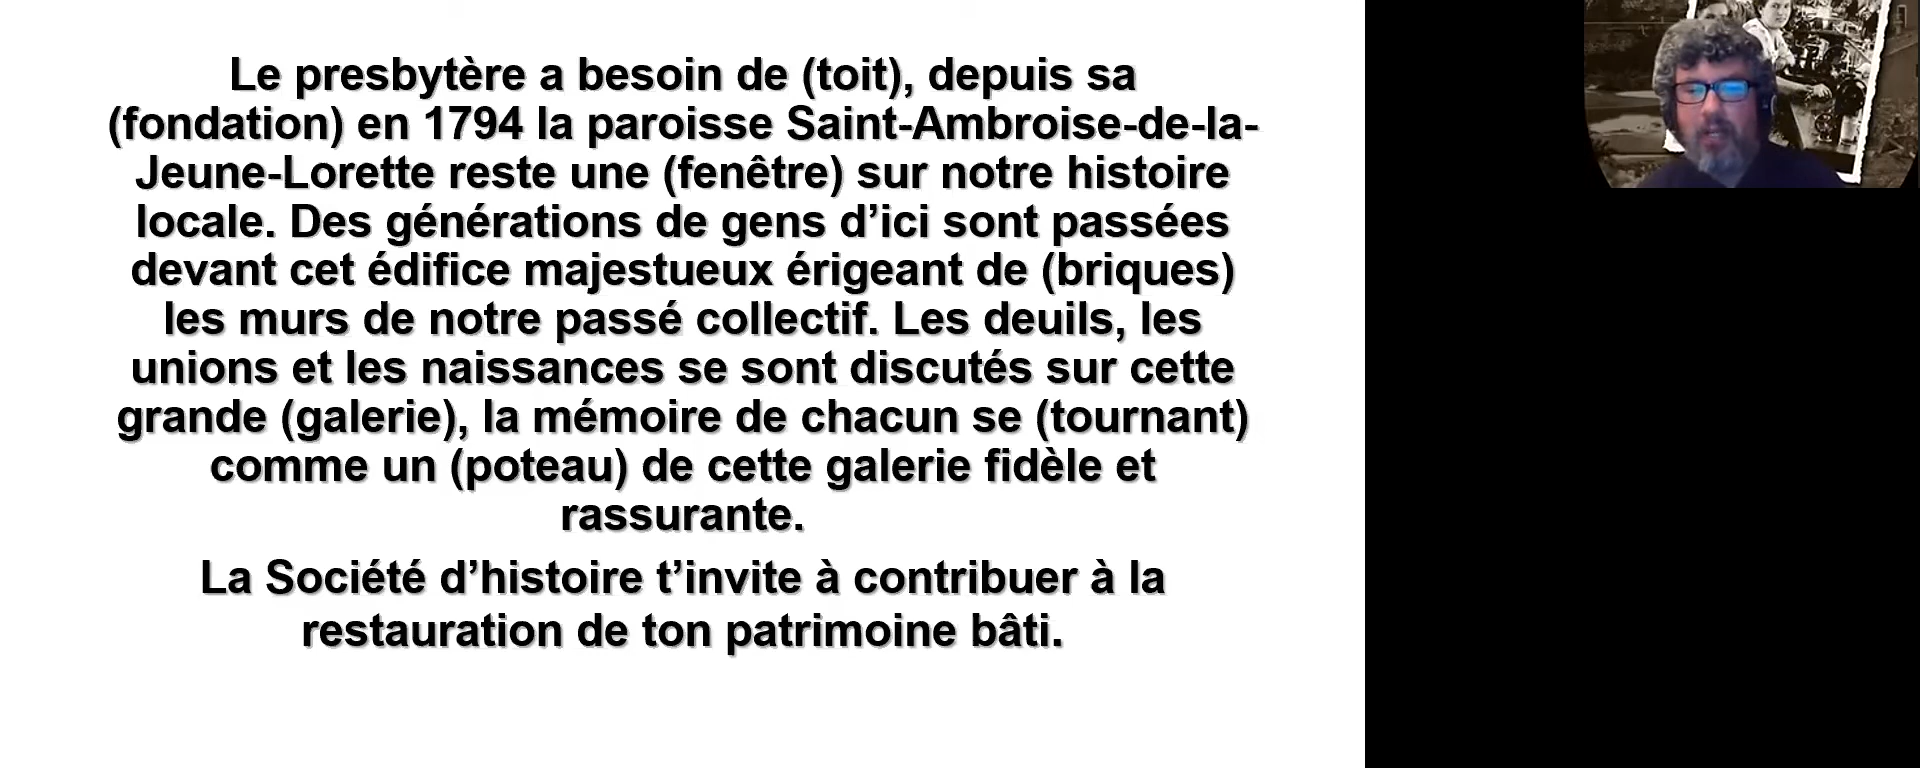 Le presbytère a besoin de (toit), depuis sa
(fondation) en 1794 la paroisse Saint-Ambroise-de-la-
Jeune-Lorette reste une (fenêtre) sur notre histoire
locale. Des générations de gens d’ici sont passées
devant cet édifice majestueux érigeant de (briques)
les murs de notre passé collectif. Les deuils, les
unions et les naissances se sont discutés sur cette
grande (galerie), la mémoire de chacun se (tournant)
comme un (poteau) de cette galerie fidèle et
rassurante.
La Société d’histoire t’invite à contribuer à la
restauration de ton patrimoine bâti.